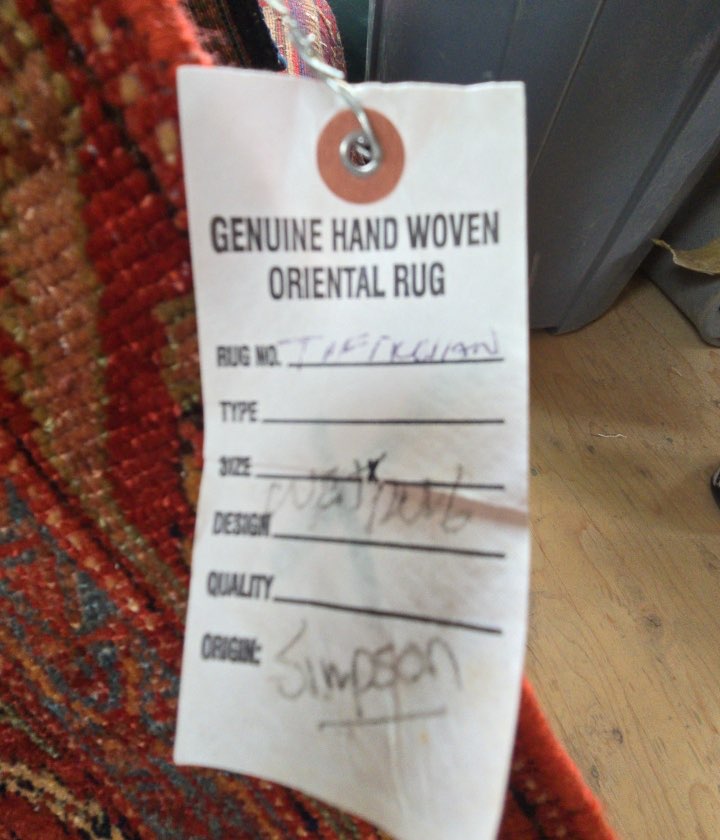 GENUINE HAND WOVEN
ORIENTAL RUG
RUG NO.
TYPE
SIZE
DESIGN
QUALITY
ORIGIN: Simpson